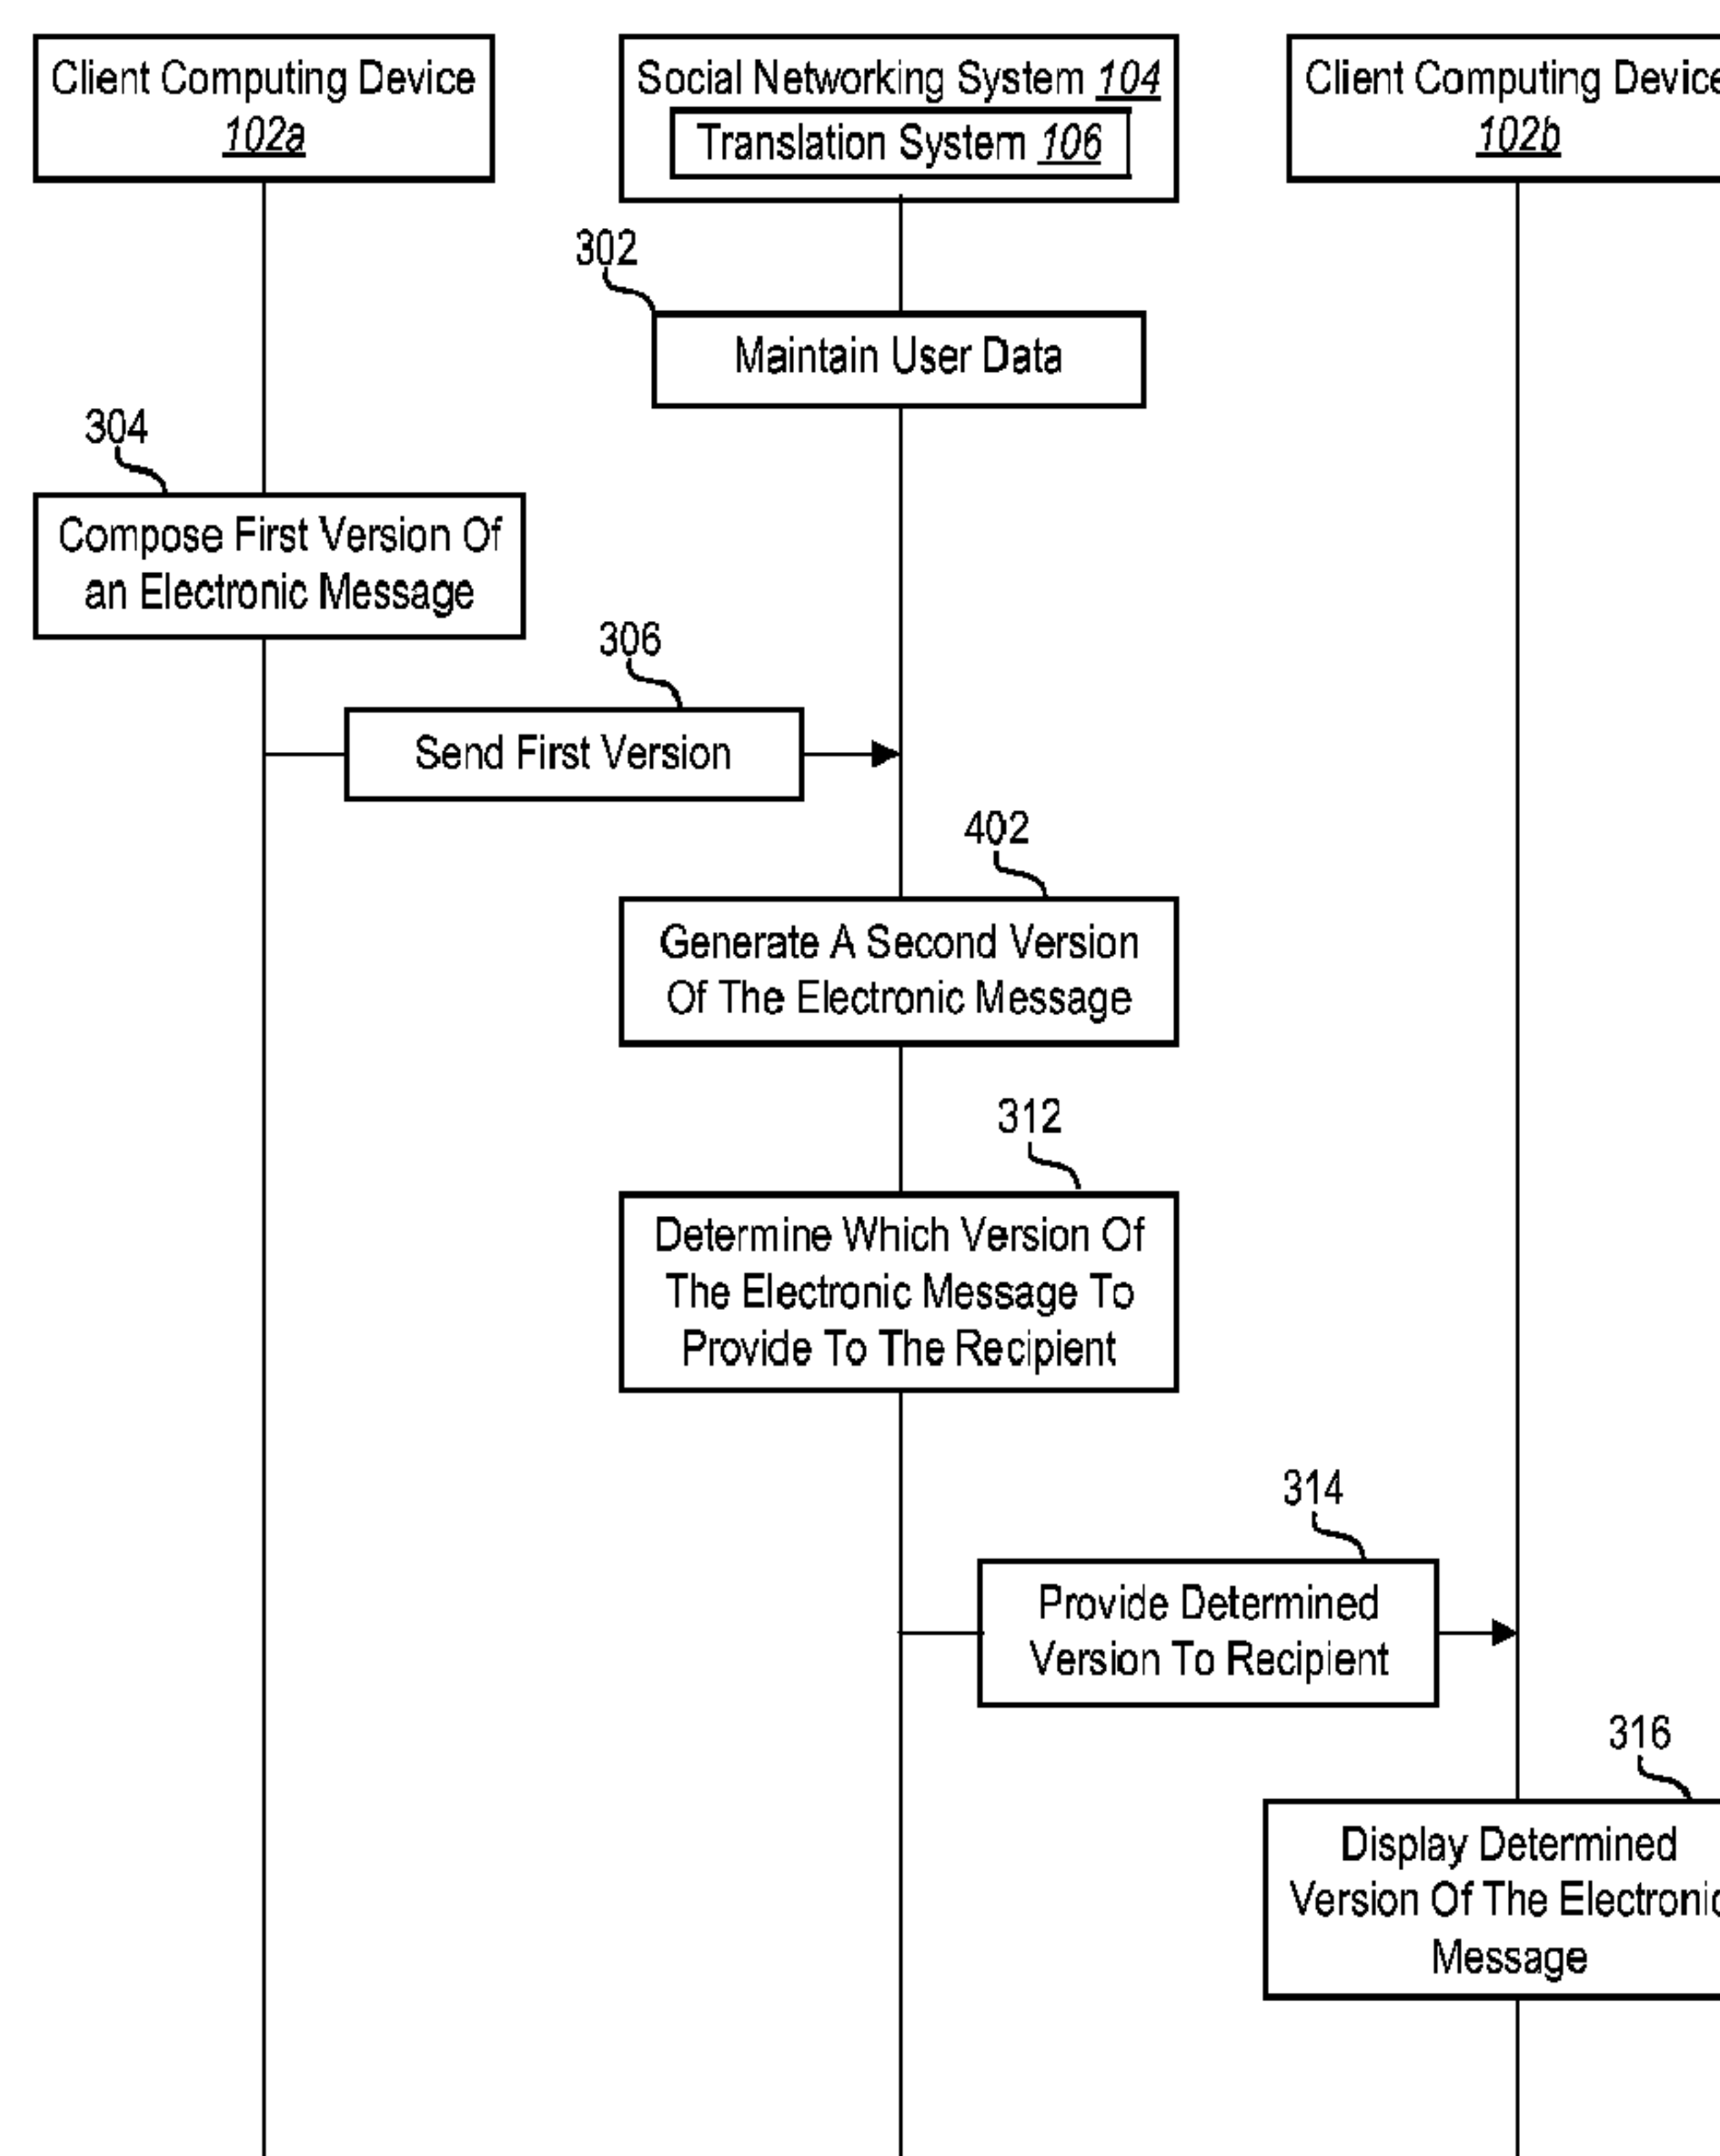 Client Computing Device
102a
Social Networking System 104
Translation System 106
Client Computing Device
102b
302
Maintain User Data
304
Compose First Version Of
an Electronic Message
306
Send First Version
402
Generate A Second Version
Of The Electronic Message
312
Determine Which Version Of
The Electronic Message To
Provide To The Recipient
314
Provide Determined
Version To Recipient
316
Display Determined
Version Of The Electronic
Message